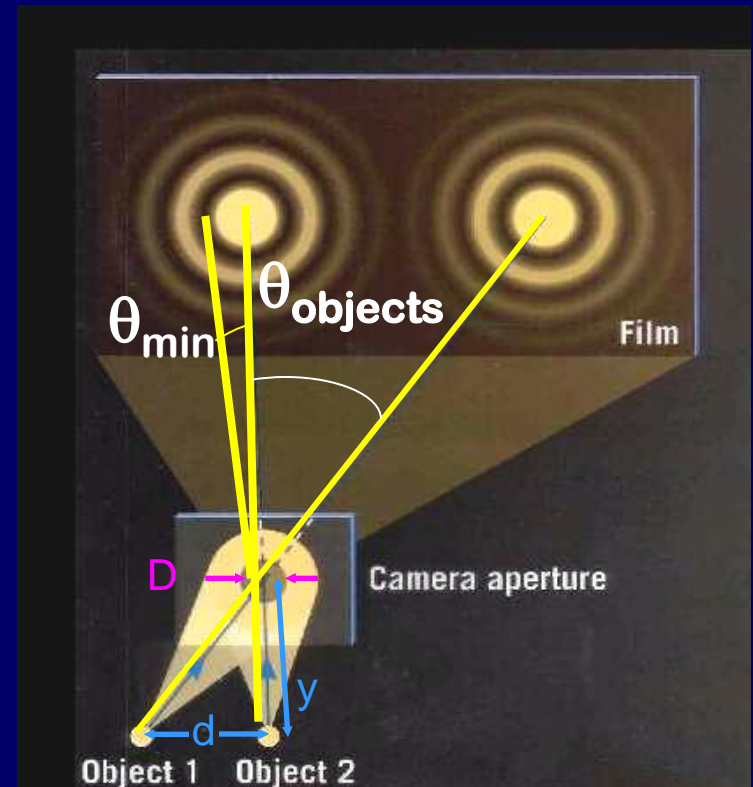 θobjects
θmin
Film
D
Camera aperture
y
d
Object 1 Object 2